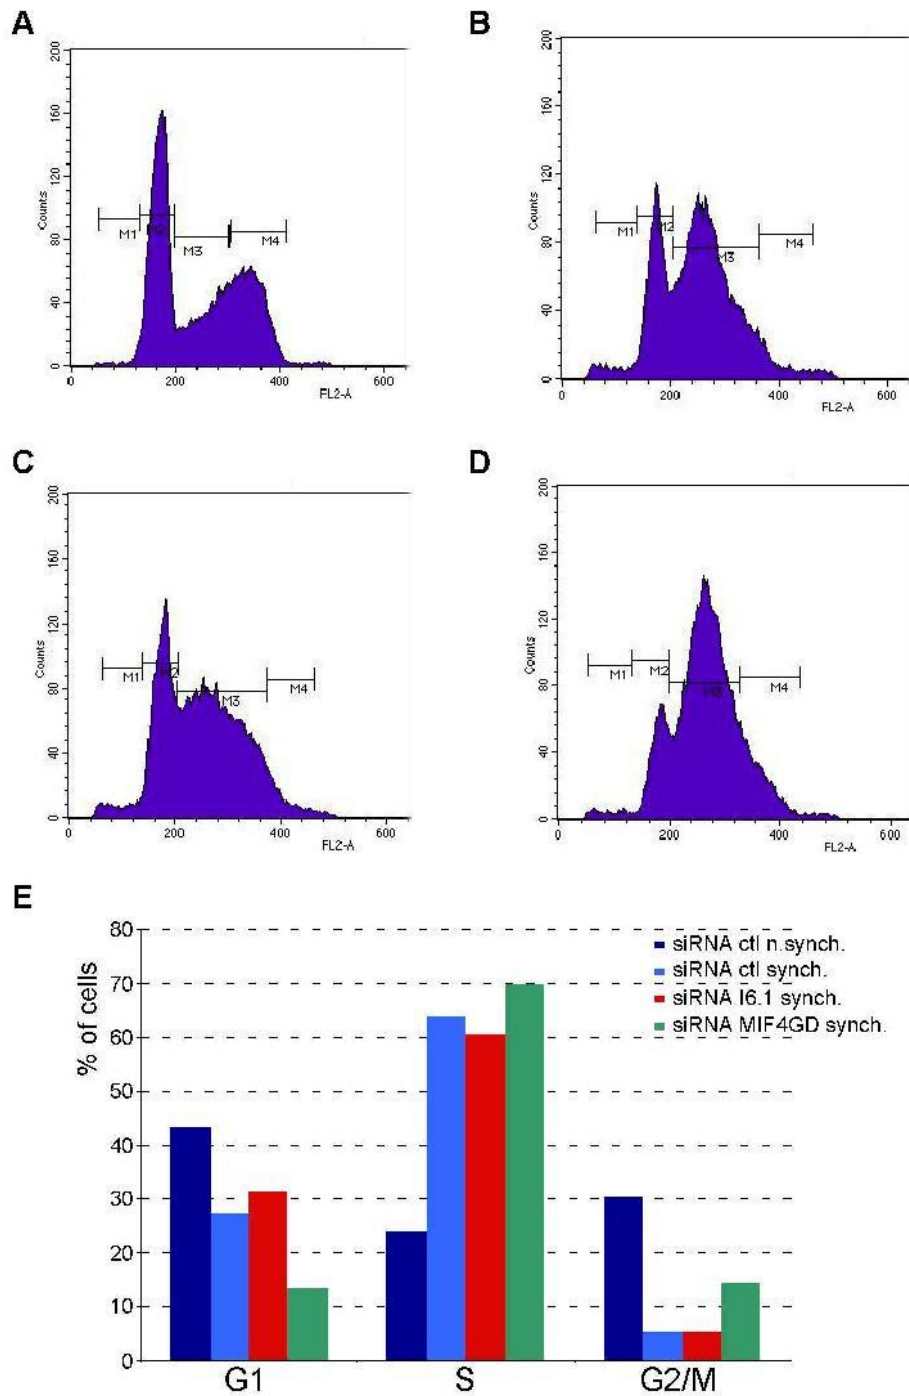 A
200
160
120
80
40
0
Counts
M1
M2
M3
M4
0 200 400 600
FL2-A
B
200
160
120
80
40
0
Counts
M1
M2
M3
M4
0 200 400 600
FL2-A
C
200
160
120
80
40
0
Counts
M1
M2
M3
M4
0 200 400 600
FL2-A
D
200
160
120
80
40
0
Counts
M1
M2
M3
M4
0 200 400 600
FL2-A
E
% of cells
80
70
60
50
40
30
20
10
0
siRNA ctl n.synch.
siRNA ctl synch.
siRNA I6.1 synch.
siRNA MIF4GD synch.
G1 S G2/M